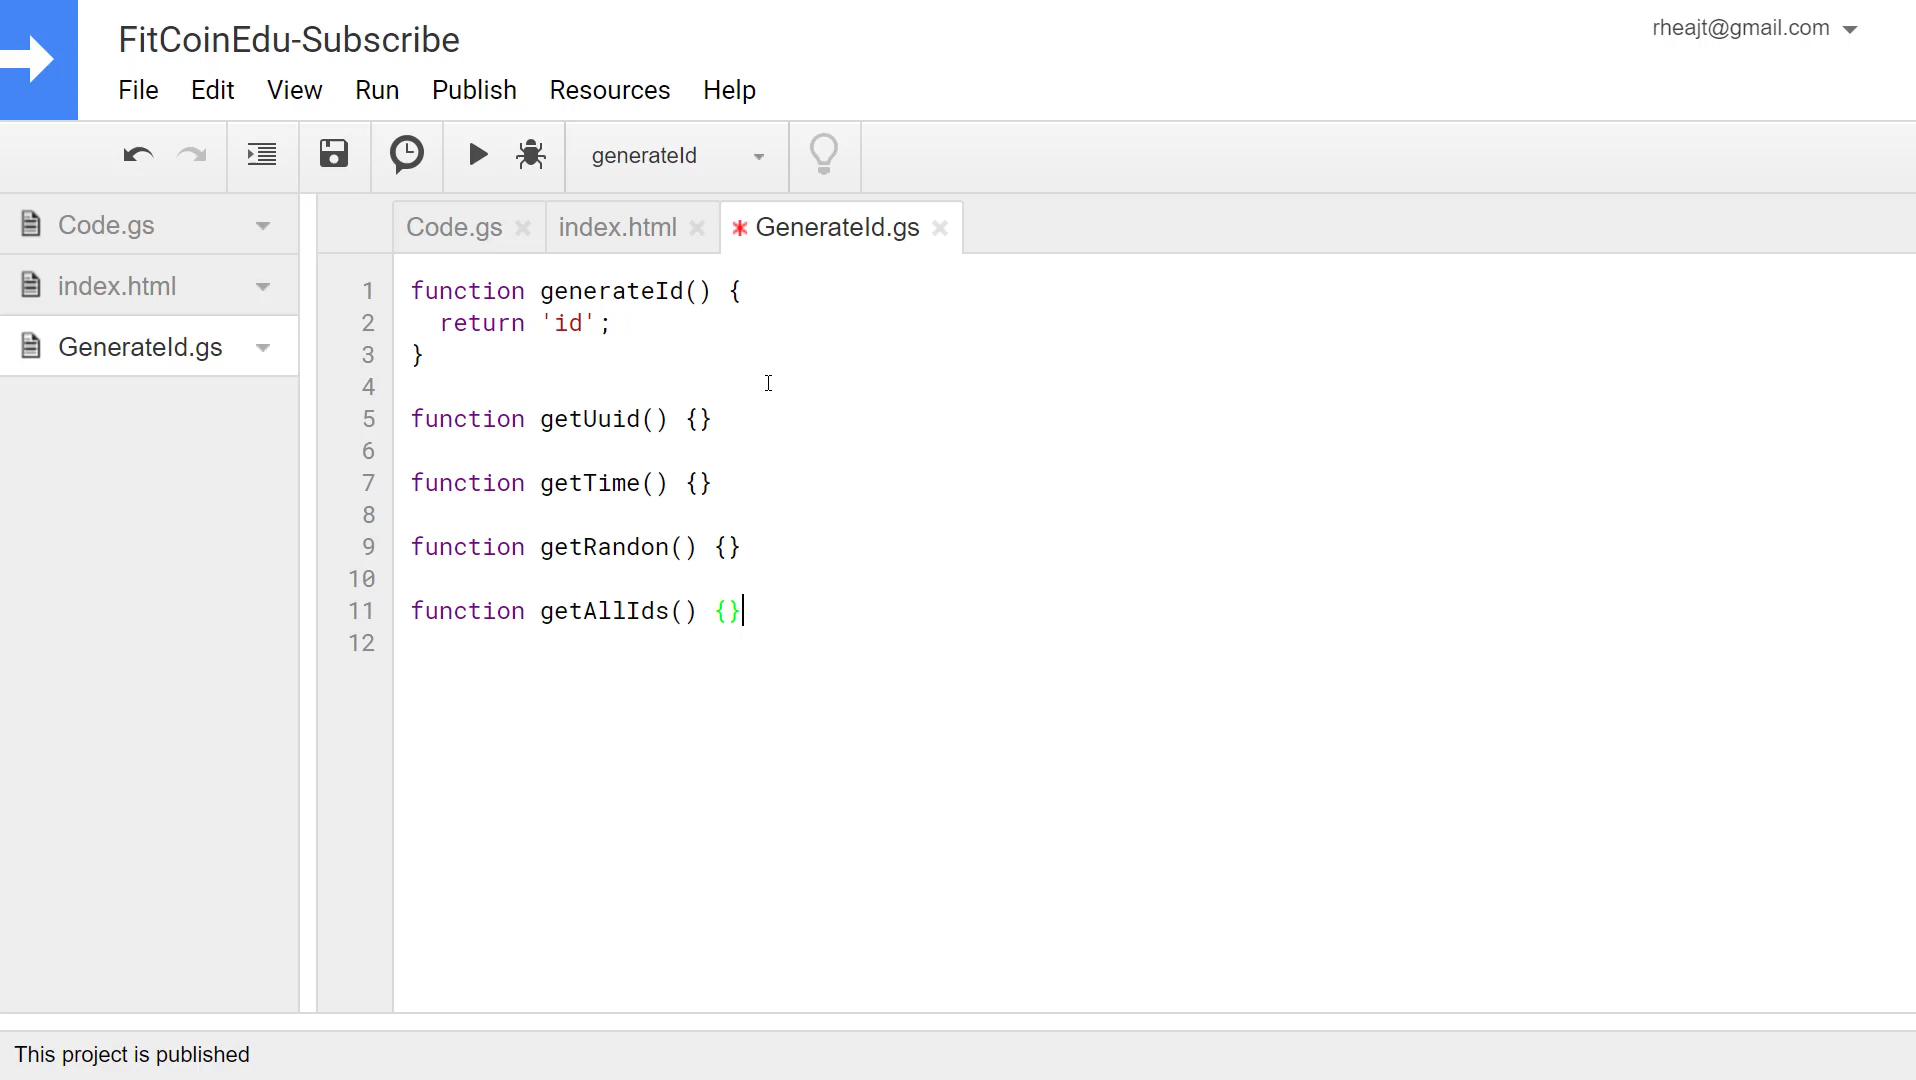 FitCoinEdu-Subscribe
rheajt@gmail.com
File Edit View Run Publish Resources Help
generateId
Code.gs
index.html
GenerateId.gs
Code.gs index.html * GenerateId.gs
1 function generateId() {
2 return 'id';
3 }
4
5 function getUuid() {}
6
7 function getTime() {}
8
9 function getRandon() {}
10
11 function getAllIds() {}
12
This project is published